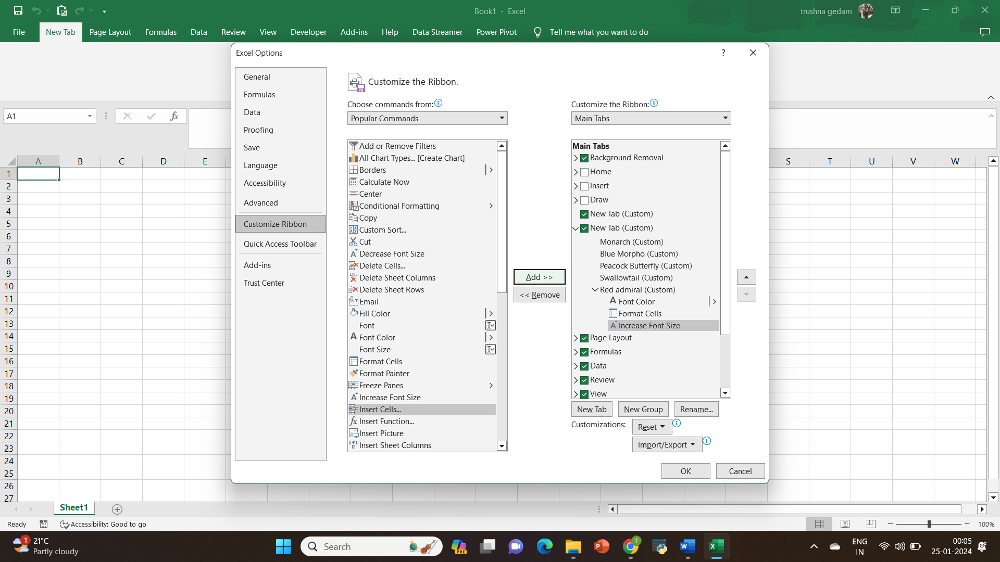 Book1 - Excel
trushna gedam
File
New Tab
Page Layout
Formulas
Data
Review
View
Developer
Add-ins
Help
Data Streamer
Power Pivot
Tell me what you want to do
A1
fx
Excel Options
?
General
Formulas
Data
Proofing
Save
Language
Accessibility
Advanced
Customize Ribbon
Quick Access Toolbar
Add-ins
Trust Center
Customize the Ribbon.
Choose commands from:
Popular Commands
Add or Remove Filters
All Chart Types... [Create Chart]
Borders
Calculate Now
Center
Conditional Formatting
Copy
Custom Sort...
Cut
Decrease Font Size
Delete Cells...
Delete Sheet Columns
Delete Sheet Rows
Email
Fill Color
Font
Font Color
Font Size
Format Cells
Format Painter
Freeze Panes
Increase Font Size
Insert Cells...
Insert Function...
Insert Picture
Insert Sheet Columns
Add >>
<< Remove
Customize the Ribbon:
Main Tabs
Main Tabs
Background Removal
Home
Insert
Draw
New Tab (Custom)
New Tab (Custom)
Monarch (Custom)
Blue Morpho (Custom)
Peacock Butterfly (Custom)
Swallowtail (Custom)
Red admiral (Custom)
Font Color
Format Cells
Increase Font Size
Page Layout
Formulas
Data
Review
View
New Tab
New Group
Rename...
Customizations:
Reset
Import/Export
OK
Cancel
A B C D E S T U V W
1
2
3
4
5
6
7
8
9
10
11
12
13
14
15
16
17
18
19
20
21
22
23
24
25
26
27
Sheet1
Ready
Accessibility: Good to go
100%
1
21°C
Partly cloudy
Search
PRE
T
ENG
IN
00:05
25-01-2024